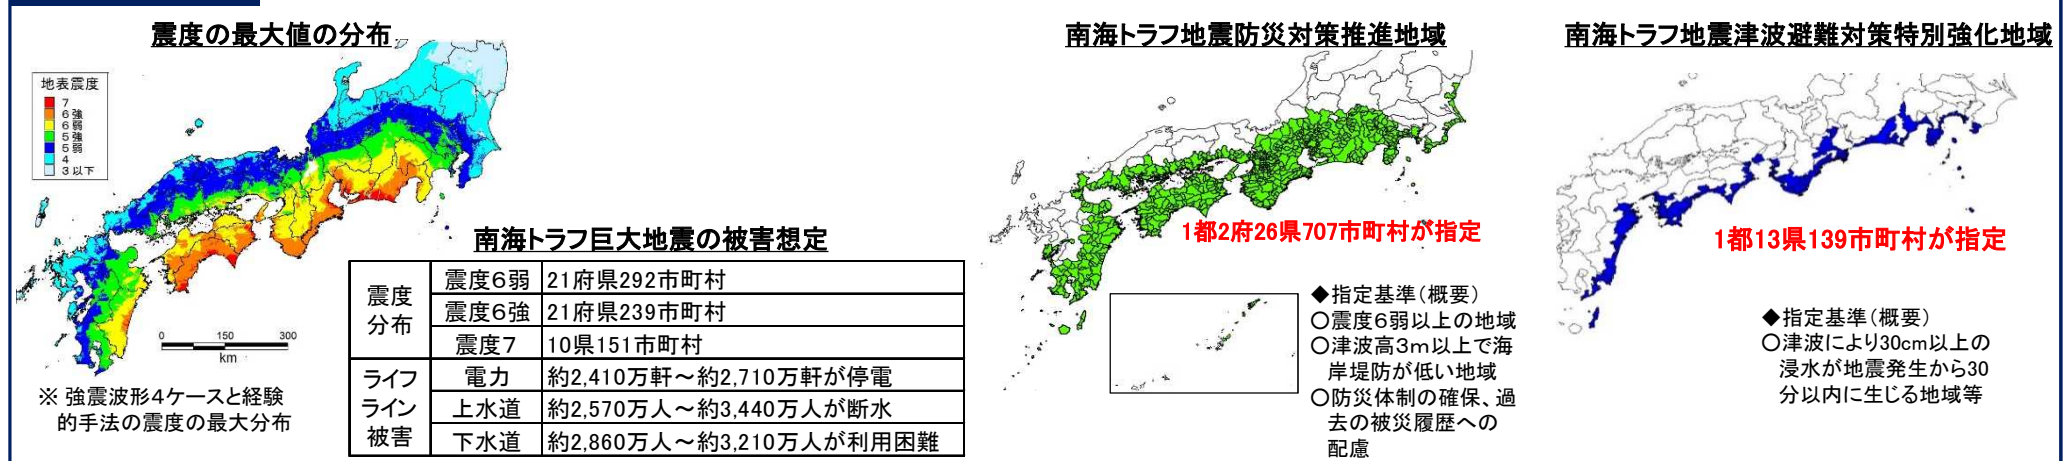 震度の最大値の分布
地表震度
7
6強
6弱
5強
5弱
4
3以下
0 150 300
km
※ 強震波形4ケースと経験
的手法の震度の最大分布
南海トラフ巨大地震の被害想定
震度分布
震度6弱 21府県292市町村
震度6強 21府県239市町村
震度7 10県151市町村
ライフライン被害
電力 約2,410万軒～約2,710万軒が停電
上水道 約2,570万人～約3,440万人が断水
下水道 約2,860万人～約3,210万人が利用困難
南海トラフ地震防災対策推進地域
1都2府26県707市町村が指定
◆指定基準(概要)
○震度6弱以上の地域
○津波高3m以上で海
岸堤防が低い地域
○防災体制の確保、過
去の被災履歴への
配慮
南海トラフ地震津波避難対策特別強化地域
1都13県139市町村が指定
◆指定基準(概要)
○津波により30cm以上の
浸水が地震発生から30
分以内に生じる地域等